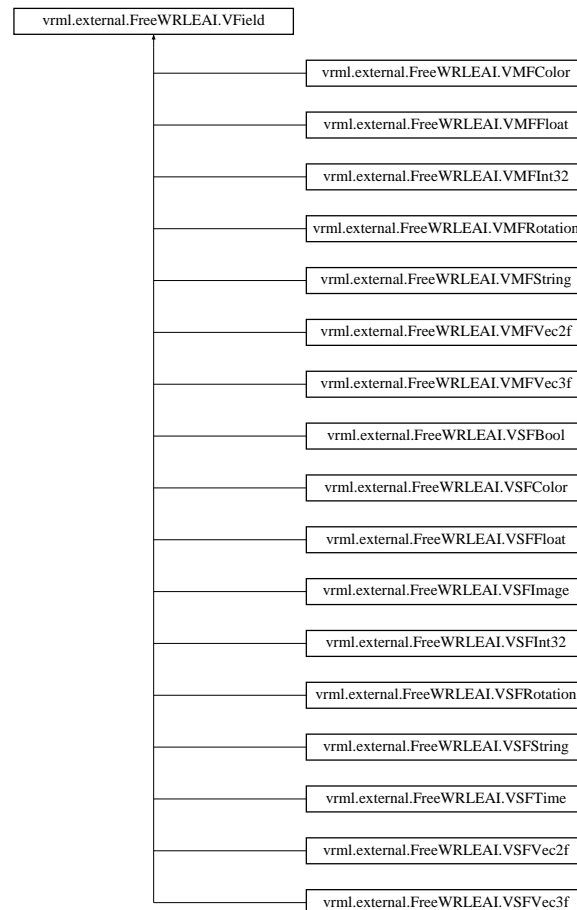 vrml.external.FreeWRLEAI.VField
vrml.external.FreeWRLEAI.VMFColor
vrml.external.FreeWRLEAI.VMFFloat
vrml.external.FreeWRLEAI.VMFInt32
vrml.external.FreeWRLEAI.VMFRotation
vrml.external.FreeWRLEAI.VMFString
vrml.external.FreeWRLEAI.VMFVec2f
vrml.external.FreeWRLEAI.VMFVec3f
vrml.external.FreeWRLEAI.VSFBool
vrml.external.FreeWRLEAI.VSFColor
vrml.external.FreeWRLEAI.VSFFloat
vrml.external.FreeWRLEAI.VSFImage
vrml.external.FreeWRLEAI.VSFInt32
vrml.external.FreeWRLEAI.VSFRotation
vrml.external.FreeWRLEAI.VSFString
vrml.external.FreeWRLEAI.VSFTime
vrml.external.FreeWRLEAI.VSFVec2f
vrml.external.FreeWRLEAI.VSFVec3f